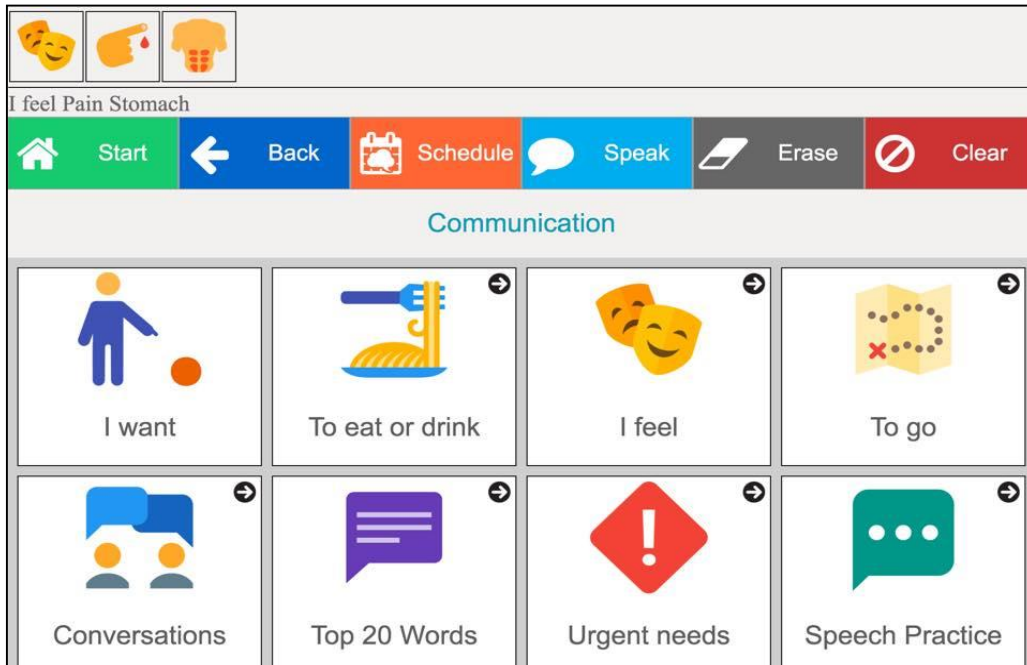 I feel Pain Stomach
Start Back Schedule Speak Erase Clear
Communication
I want To eat or drink I feel To go
Conversations Top 20 Words Urgent needs Speech Practice